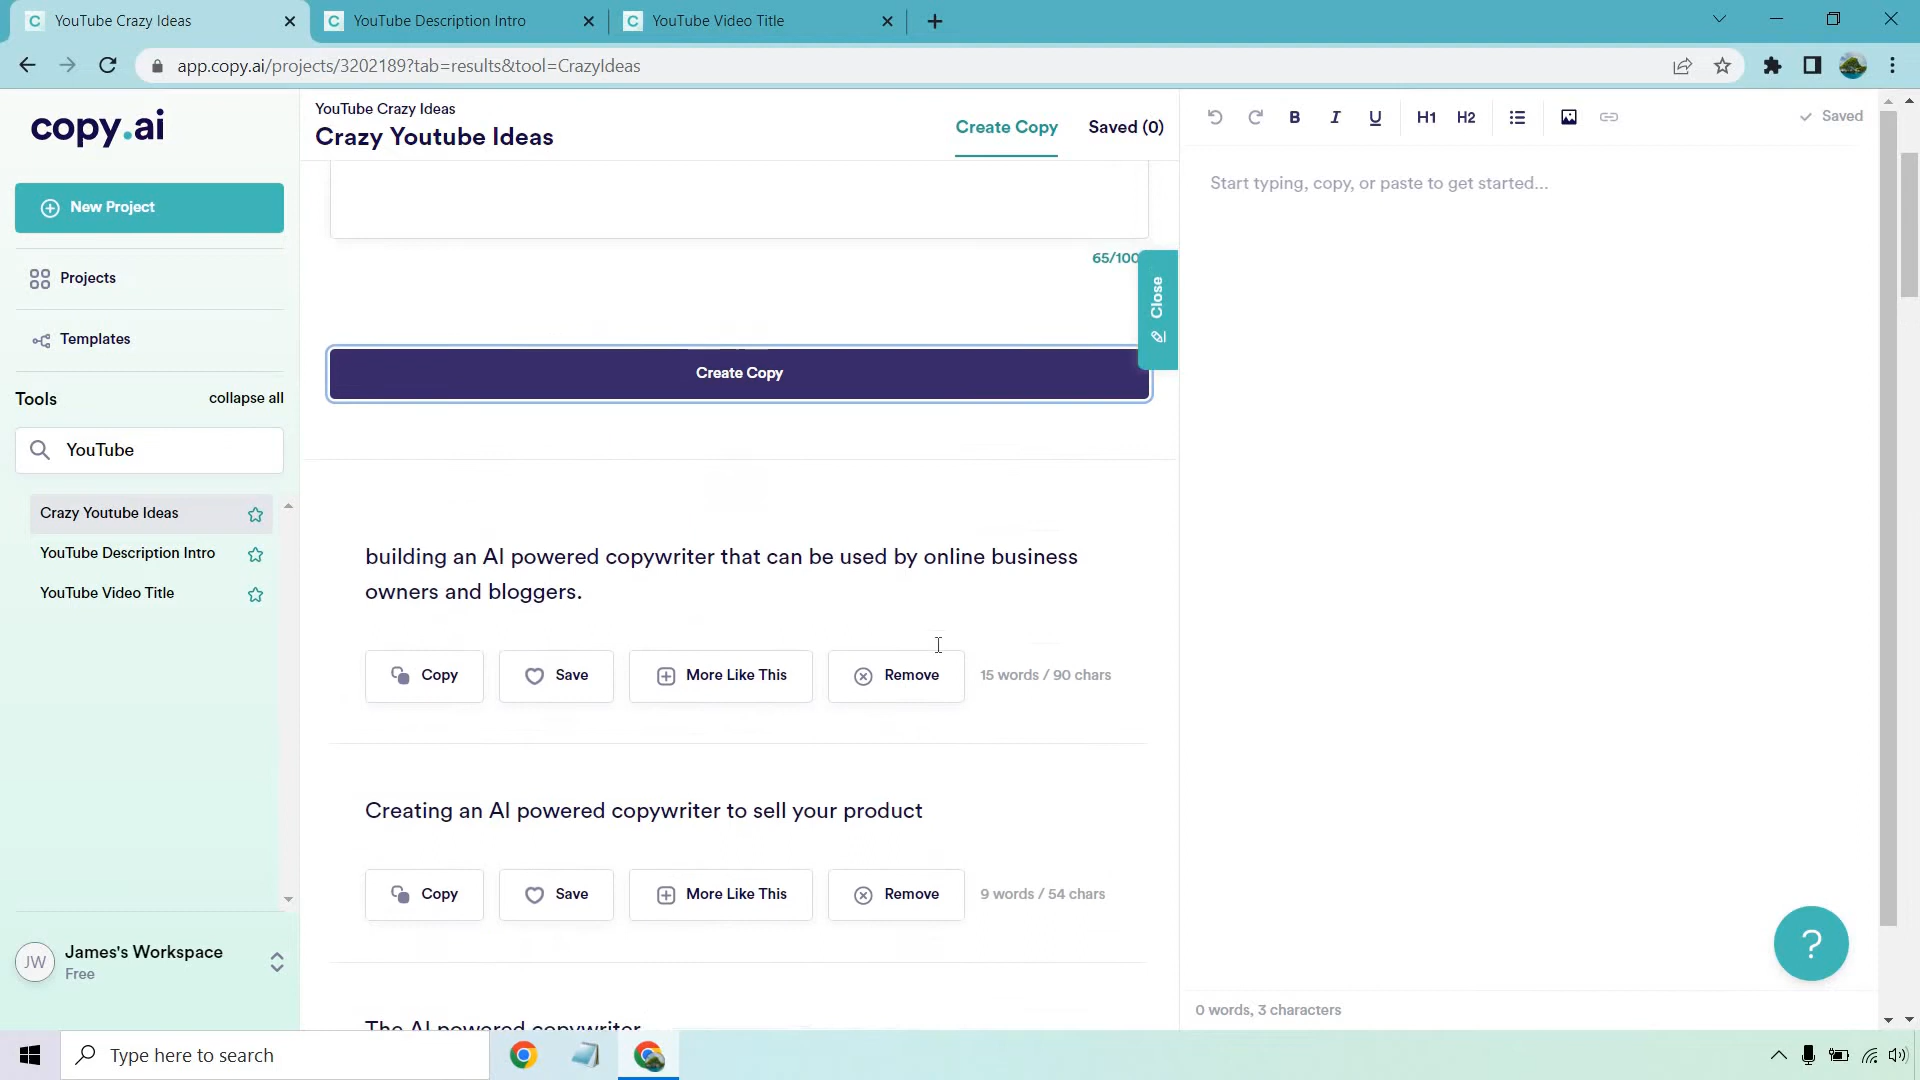 YouTube Crazy Ideas
YouTube Description Intro
YouTube Video Title
app.copy.ai/projects/3202189?tab=results&tool=CrazyIdeas
copy.ai
New Project
Projects
Templates
Tools
collapse all
YouTube
Crazy Youtube Ideas
YouTube Description Intro
YouTube Video Title
JW
James's Workspace
Free
YouTube Crazy Ideas
Crazy Youtube Ideas
Create Copy
Saved (0)
65/100
Close
Create Copy
building an AI powered copywriter that can be used by online business
owners and bloggers.
Copy
Save
More Like This
Remove
15 words / 90 chars
Creating an AI powered copywriter to sell your product
Copy
Save
More Like This
Remove
9 words / 54 chars
The AI powered copywriter
B
I
U
H1
H2
Saved
Start typing, copy, or paste to get started...
?
0 words, 3 characters
Type here to search